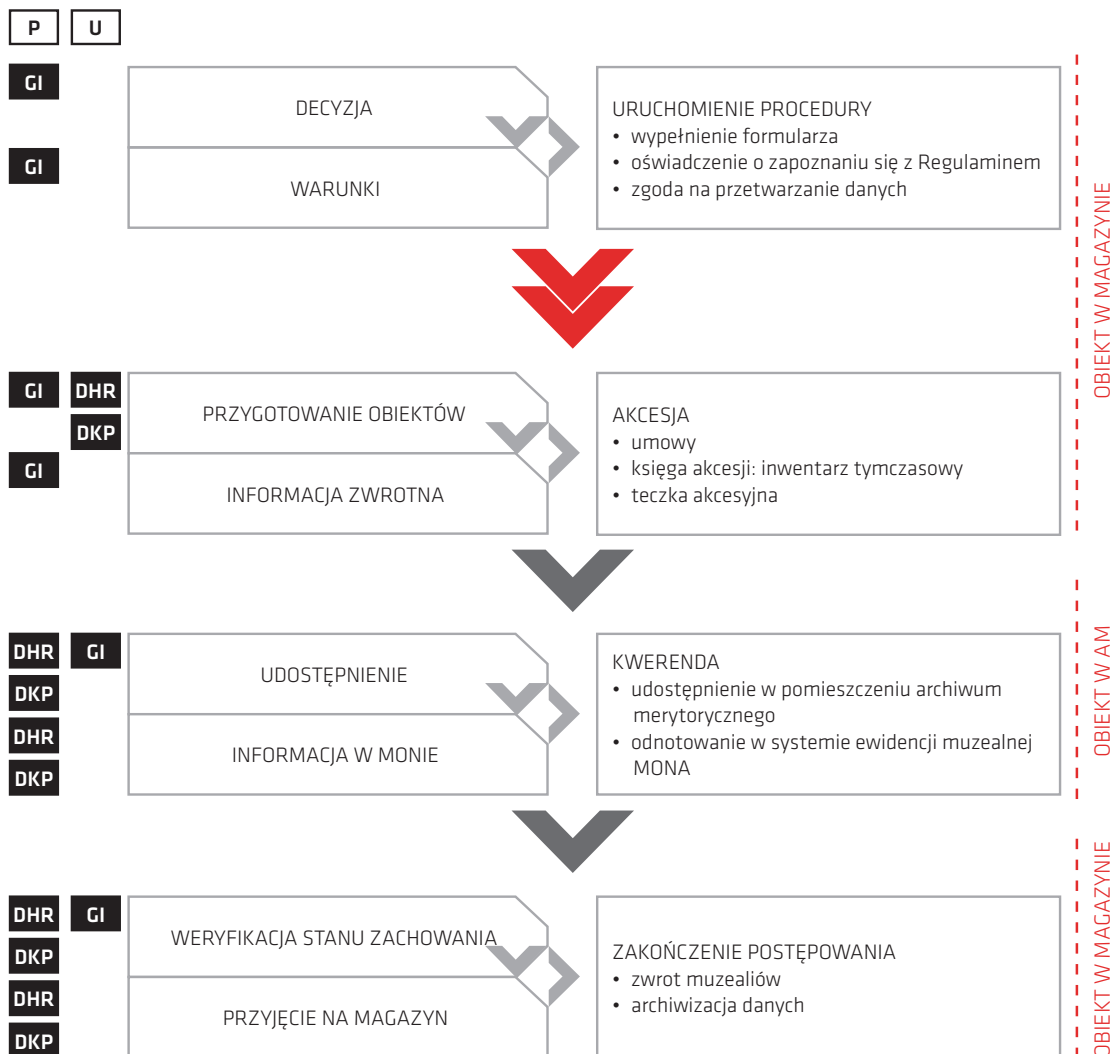 P U
GI
DECYZJA
GI
WARUNKI
URUCHOMIENIE PROCEDURY
• wypełnienie formularza
• oświadczenie o zapoznaniu się z Regulaminem
• zgoda na przetwarzanie danych
OBIEKT W MAGAZYNIE
GI DHR
DKP
PRZYGOTOWANIE OBIEKTÓW
GI
INFORMACJA ZWROTNA
AKCESJA
• umowy
• księga akcesji: inwentarz tymczasowy
• teczka akcesyjna
DHR GI
DKP
UDOSTĘPNIENIE
DHR
DKP
INFORMACJA W MONIE
KWERENDA
• udostępnienie w pomieszczeniu archiwum
merytorycznego
• odnotowanie w systemie ewidencji muzealnej
MONA
OBIEKT W AM
DHR GI
DKP
WERYFIKACJA STANU ZACHOWANIA
DHR
DKP
PRZYJĘCIE NA MAGAZYN
ZAKOŃCZENIE POSTĘPOWANIA
• zwrot muzealiów
• archiwizacja danych
OBIEKT W MAGAZYNIE